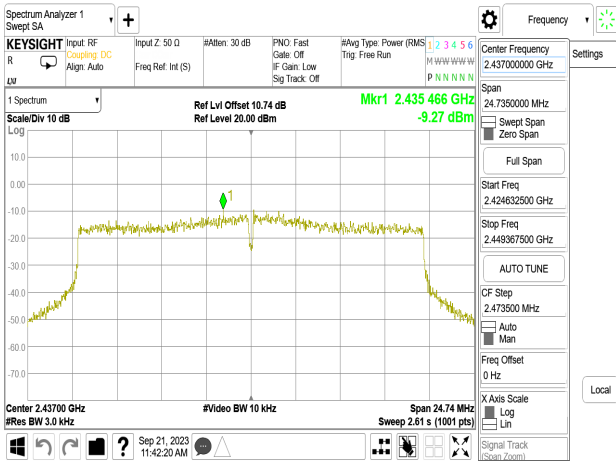 Spectrum Analyzer 1
Swept SA
Frequency
KEYSIGHT
R
Input: RF
Coupling: DC
Align: Auto
Input Z: 50 Ω
Freq Ref: Int (S)
#Atten: 30 dB
PNO: Fast
Gate: Off
IF Gain: Low
Sig Track: Off
#Avg Type: Power (RMS
Trig: Free Run
1 2 3 4 5 6
M W W W W W
P N N N N N
1 Spectrum
Scale/Div 10 dB
Log
Ref Lvl Offset 10.74 dB
Ref Level 20.00 dBm
Mkr1 2.435 466 GHz
-9.27 dBm
1
10.0
0.00
-10.0
-20.0
-30.0
-40.0
-50.0
-60.0
-70.0
Center 2.43700 GHz
#Video BW 10 kHz
Span 24.74 MHz
#Res BW 3.0 kHz
Sweep 2.61 s (1001 pts)
Sep 21, 2023
11:42:20 AM
Center Frequency
2.437000000 GHz
Settings
Span
24.7350000 MHz
Swept Span
Zero Span
Full Span
Start Freq
2.424632500 GHz
Stop Freq
2.449367500 GHz
AUTO TUNE
CF Step
2.473500 MHz
Auto
Man
Freq Offset
0 Hz
X Axis Scale
Log
Lin
Local
Signal Track
(Span Zoom)